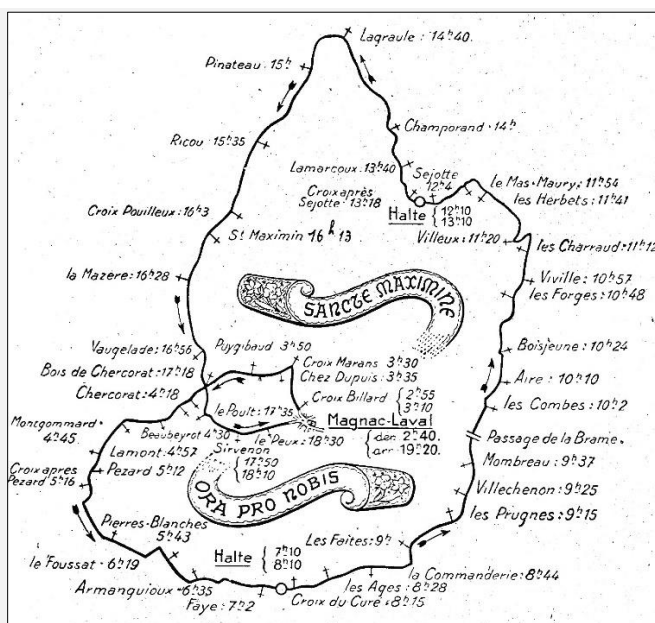 Lagraule : 14ʰ40.
Pinateau 15ʰ
Ricou 15ʰ35
Champorand · 14ʰ
Lamarcoux : 13ʰ40
Sejotte
12ʰ4
Croix après
Sejotte · 13ʰ18
Halte { 12ʰ10
13ʰ10
le Mas-Maury : 11ʰ54
les Herbets : 11ʰ41
Villeux : 11ʰ20
les Charraud : 11ʰ12
Croix Pouilleux : 16ʰ3
St Maximin 16ʰ13
la Mazère : 16ʰ28
Viville : 10ʰ57
les Forges : 10ʰ48
SANCTE MAXIMINE
Vaugelade : 16ʰ56
Puygibaud 3ʰ50
Croix Marans 3ʰ30
Chez Dupuis : 3ʰ35
Boisjeune : 10ʰ24
Bois de Chercorat · 17ʰ18
Chercorat : 4ʰ18
Croix Billard { 2ʰ55
3ʰ10
Aire : 10ʰ10
les Combes : 10ʰ2
le Poult : 17ʰ35
Magnac-Laval
{ dep 2ʰ40.
arr 19ʰ20.
Montgommard
4ʰ45.
Beaubeyrot 4ʰ30
le Peux : 18ʰ30
Sirvenon
{ 17ʰ50
18ʰ10
Lamont : 4ʰ57
Passage de la Brame.
Croix apres
Pezard 5ʰ16
Pezard 5ʰ12
Mombreau : 9ʰ37
Villechenon : 9ʰ25
les Prugnes : 9ʰ15
ORA PRO NOBIS
Pierres-Blanches
5ʰ43
Les Faites : 9ʰ
Halte { 7ʰ10
8ʰ10
le Foussat · 6ʰ19
Armanguioux · 6ʰ35
Faye : 7ʰ2
la Commanderie : 8ʰ44
les Ages : 8ʰ28
Croix du Curé : 8ʰ15